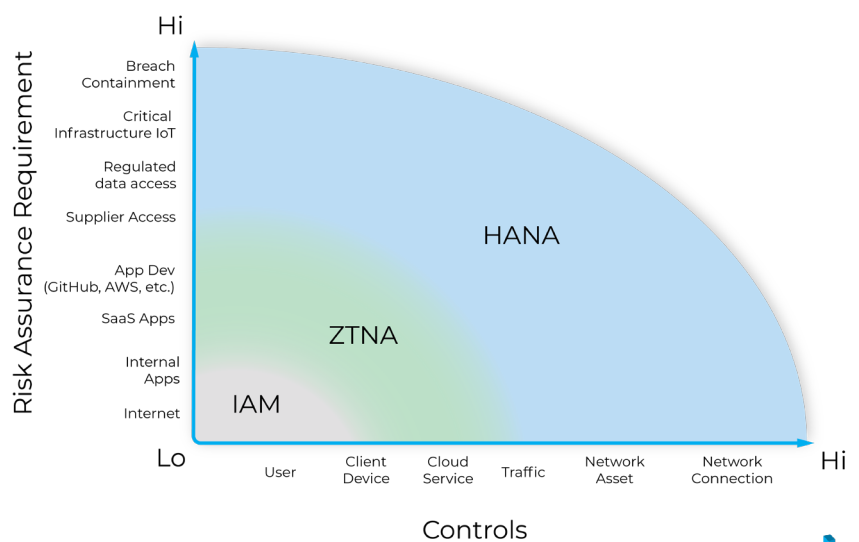 Hi
Risk Assurance Requirement
Breach
Containment
Critical
Infrastructure IoT
Regulated
data access
Supplier Access
App Dev
(GitHub, AWS, etc.)
SaaS Apps
Internal
Apps
Internet
HANA
ZTNA
IAM
Lo
User
Client
Device
Cloud
Service
Traffic
Network
Asset
Network
Connection
Hi
Controls